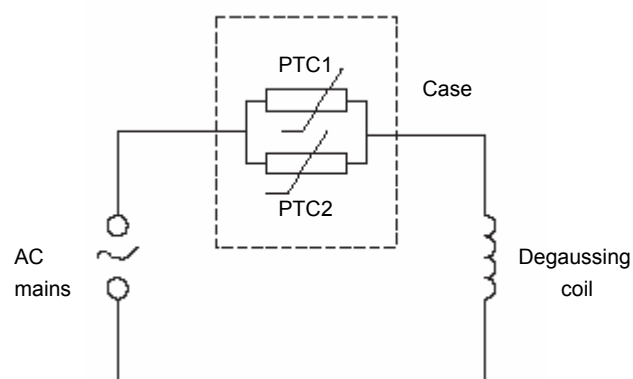 PTC1
Case
PTC2
AC
mains
Degaussing
coil